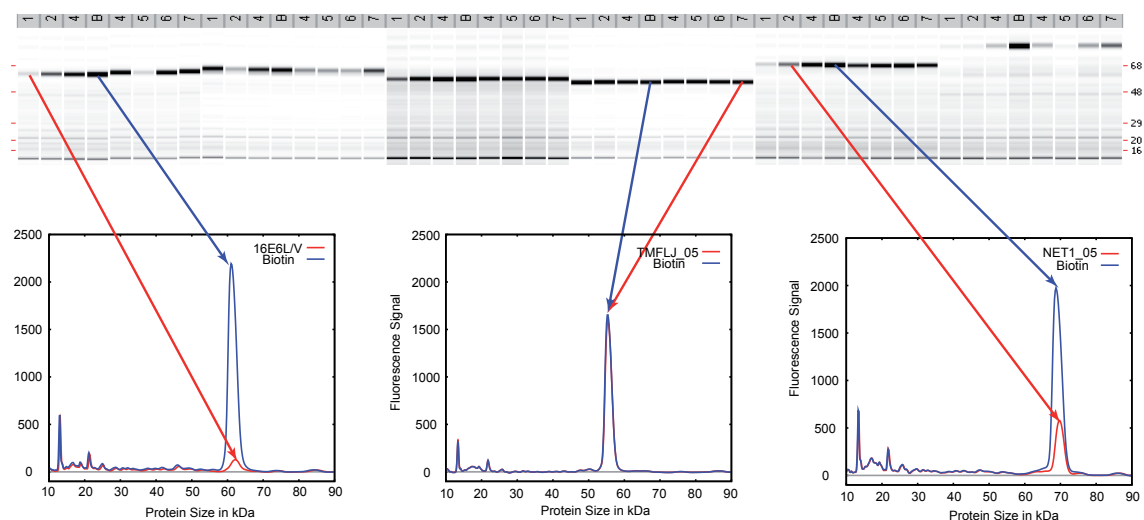 1 2 4 B 4 5 6 7 1 2 4 B 4 5 6 7 1 2 4 B 4 5 6 7 1 2 4 B 4 5 6 7 1 2 4 B 4 5 6 7 1 2 4 B 4 5 6 7
68
48
29
20
16
2500
2000
1500
1000
500
0
16E6L/V
Biotin
10 20 30 40 50 60 70 80 90
Protein Size in kDa
Fluorescence Signal
2500
2000
1500
1000
500
0
TMFLJ_05
Biotin
10 20 30 40 50 60 70 80 90
Protein Size in kDa
Fluorescence Signal
2500
2000
1500
1000
500
0
NET1_05
Biotin
10 20 30 40 50 60 70 80 90
Protein Size in kDa